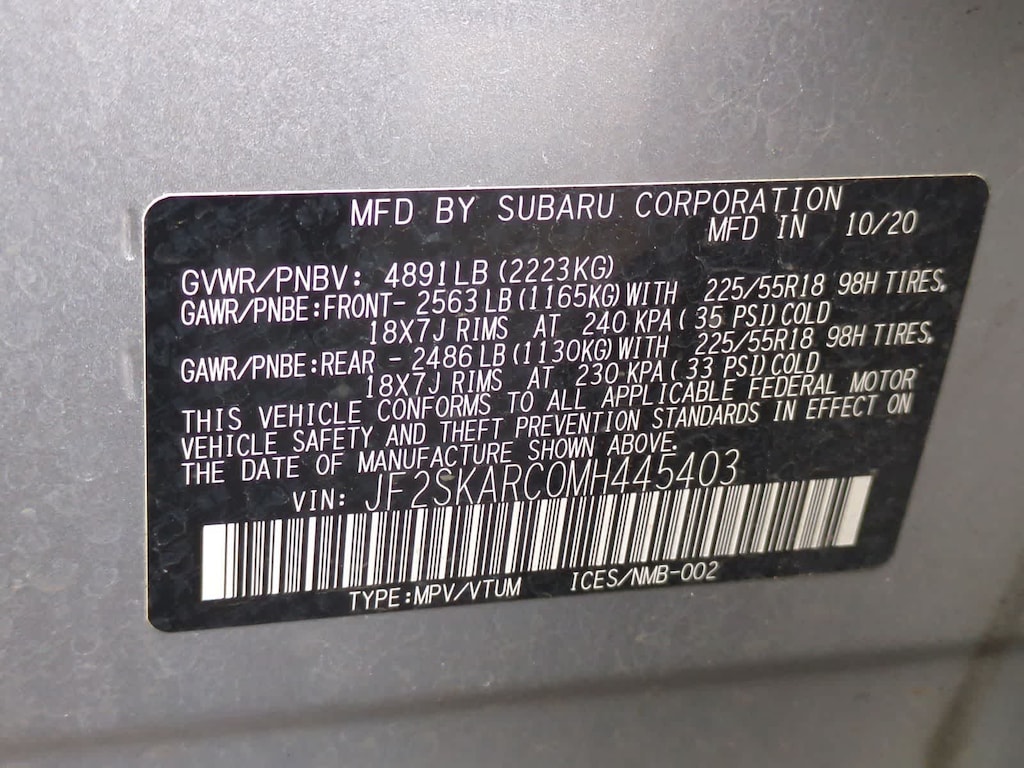 MFD BY SUBARU CORPORATION
MFD IN 10/20
GVWR/PNBV: 4891LB(2223KG)
GAWR/PNBE:FRONT- 2563LB(1165KG)WITH 225/55R18 98H TIRES,
18X7J RIMS AT 240 KPA( 35 PSI)COLD
GAWR/PNBE:REAR - 2486LB(1130KG)WITH 225/55R18 98H TIRES,
18X7J RIMS AT 230 KPA( 33 PSI)COLD
THIS VEHICLE CONFORMS TO ALL APPLICABLE FEDERAL MOTOR
VEHICLE SAFETY AND THEFT PREVENTION STANDARDS IN EFFECT ON
THE DATE OF MANUFACTURE SHOWN ABOVE.
VIN: JF2SKARC0MH445403
TYPE:MPV/VTUM ICES/NMB-002